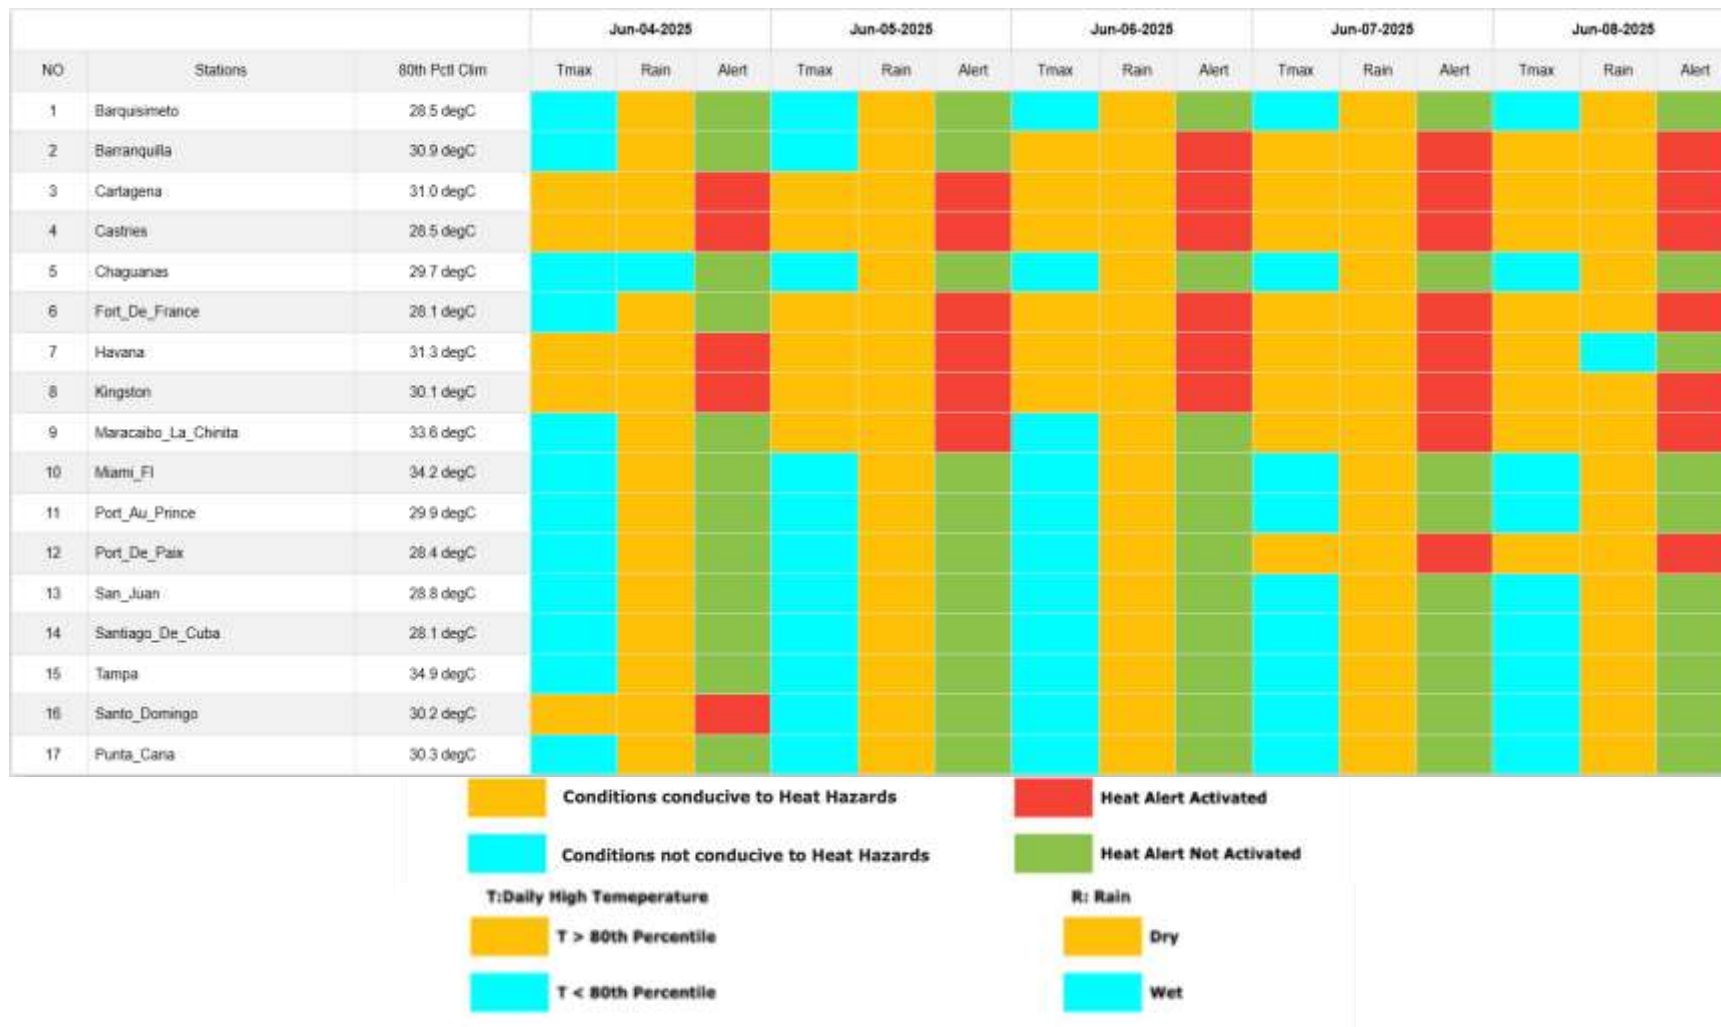 Jun-04-2025 Jun-05-2025 Jun-06-2025 Jun-07-2025 Jun-08-2025
NO Stations 80th Pctl Clim Tmax Rain Alert Tmax Rain Alert Tmax Rain Alert Tmax Rain Alert Tmax Rain Alert
1 Barquisimeto 28.5 degC
2 Barranquilla 30.9 degC
3 Cartagena 31.0 degC
4 Castries 28.5 degC
5 Chaguanas 29.7 degC
6 Fort_De_France 28.1 degC
7 Havana 31.3 degC
8 Kingston 30.1 degC
9 Maracaibo_La_Chinita 33.6 degC
10 Miami_Fl 34.2 degC
11 Port_Au_Prince 29.9 degC
12 Port_De_Paix 28.4 degC
13 San_Juan 28.8 degC
14 Santiago_De_Cuba 28.1 degC
15 Tampa 34.9 degC
16 Santo_Domingo 30.2 degC
17 Punta_Cana 30.3 degC
Conditions conducive to Heat Hazards Heat Alert Activated
Conditions not conducive to Heat Hazards Heat Alert Not Activated
T:Daily High Temeperature R: Rain
T > 80th Percentile Dry
T < 80th Percentile Wet